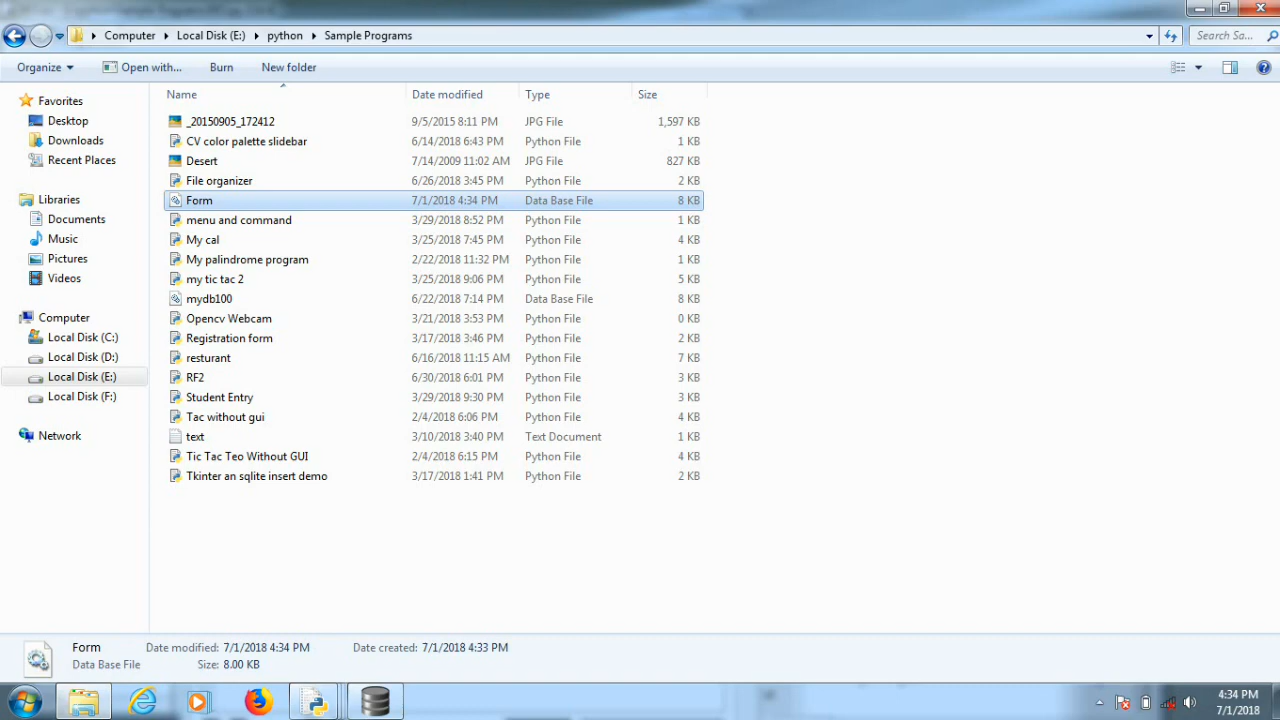 Computer Local Disk (E:) python Sample Programs Search Sa...
Organize Open with... Burn New folder
Name Date modified Type Size
Favorites
Desktop
Downloads
Recent Places
Libraries
Documents
Music
Pictures
Videos
Computer
Local Disk (C:)
Local Disk (D:)
Local Disk (E:)
Local Disk (F:)
Network
_20150905_172412 9/5/2015 8:11 PM JPG File 1,597 KB
CV color palette slidebar 6/14/2018 6:43 PM Python File 1 KB
Desert 7/14/2009 11:02 AM JPG File 827 KB
File organizer 6/26/2018 3:45 PM Python File 2 KB
Form 7/1/2018 4:34 PM Data Base File 8 KB
menu and command 3/29/2018 8:52 PM Python File 1 KB
My cal 3/25/2018 7:45 PM Python File 4 KB
My palindrome program 2/22/2018 11:32 PM Python File 1 KB
my tic tac 2 3/25/2018 9:06 PM Python File 5 KB
mydb100 6/22/2018 7:14 PM Data Base File 8 KB
Opencv Webcam 3/21/2018 3:53 PM Python File 0 KB
Registration form 3/17/2018 3:46 PM Python File 2 KB
resturant 6/16/2018 11:15 AM Python File 7 KB
RF2 6/30/2018 6:01 PM Python File 3 KB
Student Entry 3/29/2018 9:30 PM Python File 3 KB
Tac without gui 2/4/2018 6:06 PM Python File 4 KB
text 3/10/2018 3:40 PM Text Document 1 KB
Tic Tac Teo Without GUI 2/4/2018 6:15 PM Python File 4 KB
Tkinter an sqlite insert demo 3/17/2018 1:41 PM Python File 2 KB
Form Date modified: 7/1/2018 4:34 PM Date created: 7/1/2018 4:33 PM
Data Base File Size: 8.00 KB
4:34 PM
7/1/2018